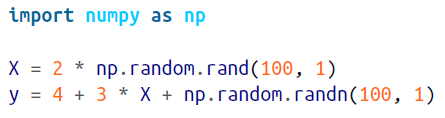 import numpy as np
X = 2 * np.random.rand(100, 1)
y = 4 + 3 * X + np.random.randn(100, 1)